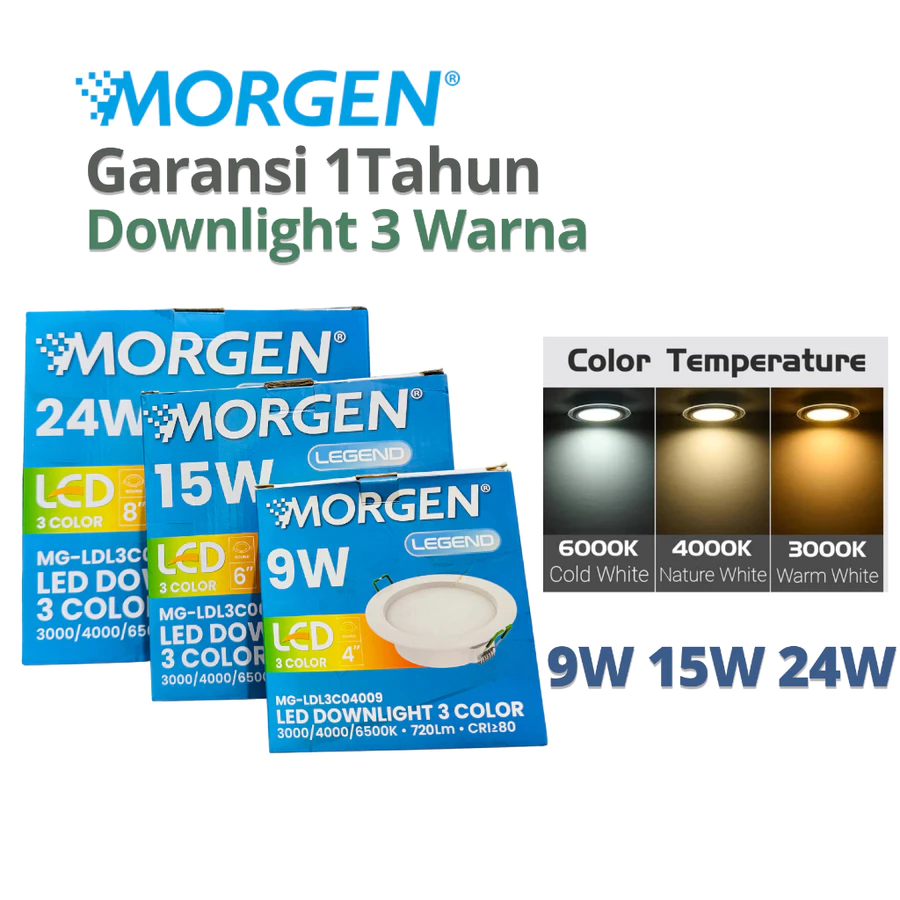 MORGEN®
Garansi 1Tahun
Downlight 3 Warna
MORGEN®
24W
LED
3 COLOR
8"
MG-LDL3C0
LED DOW
3 COLO
3000/4000/650
MORGEN®
LEGEND
15W
LED
3 COLOR
6"
MG-LDL3C00
LED DOW
3 COLOR
3000/4000/6500
MORGEN®
LEGEND
9W
LED
3 COLOR
4"
MG-LDL3C04009
LED DOWNLIGHT 3 COLOR
3000/4000/6500K • 720Lm • CRI≥80
Color Temperature
6000K 4000K 3000K
Cold White Nature White Warm White
9W 15W 24W